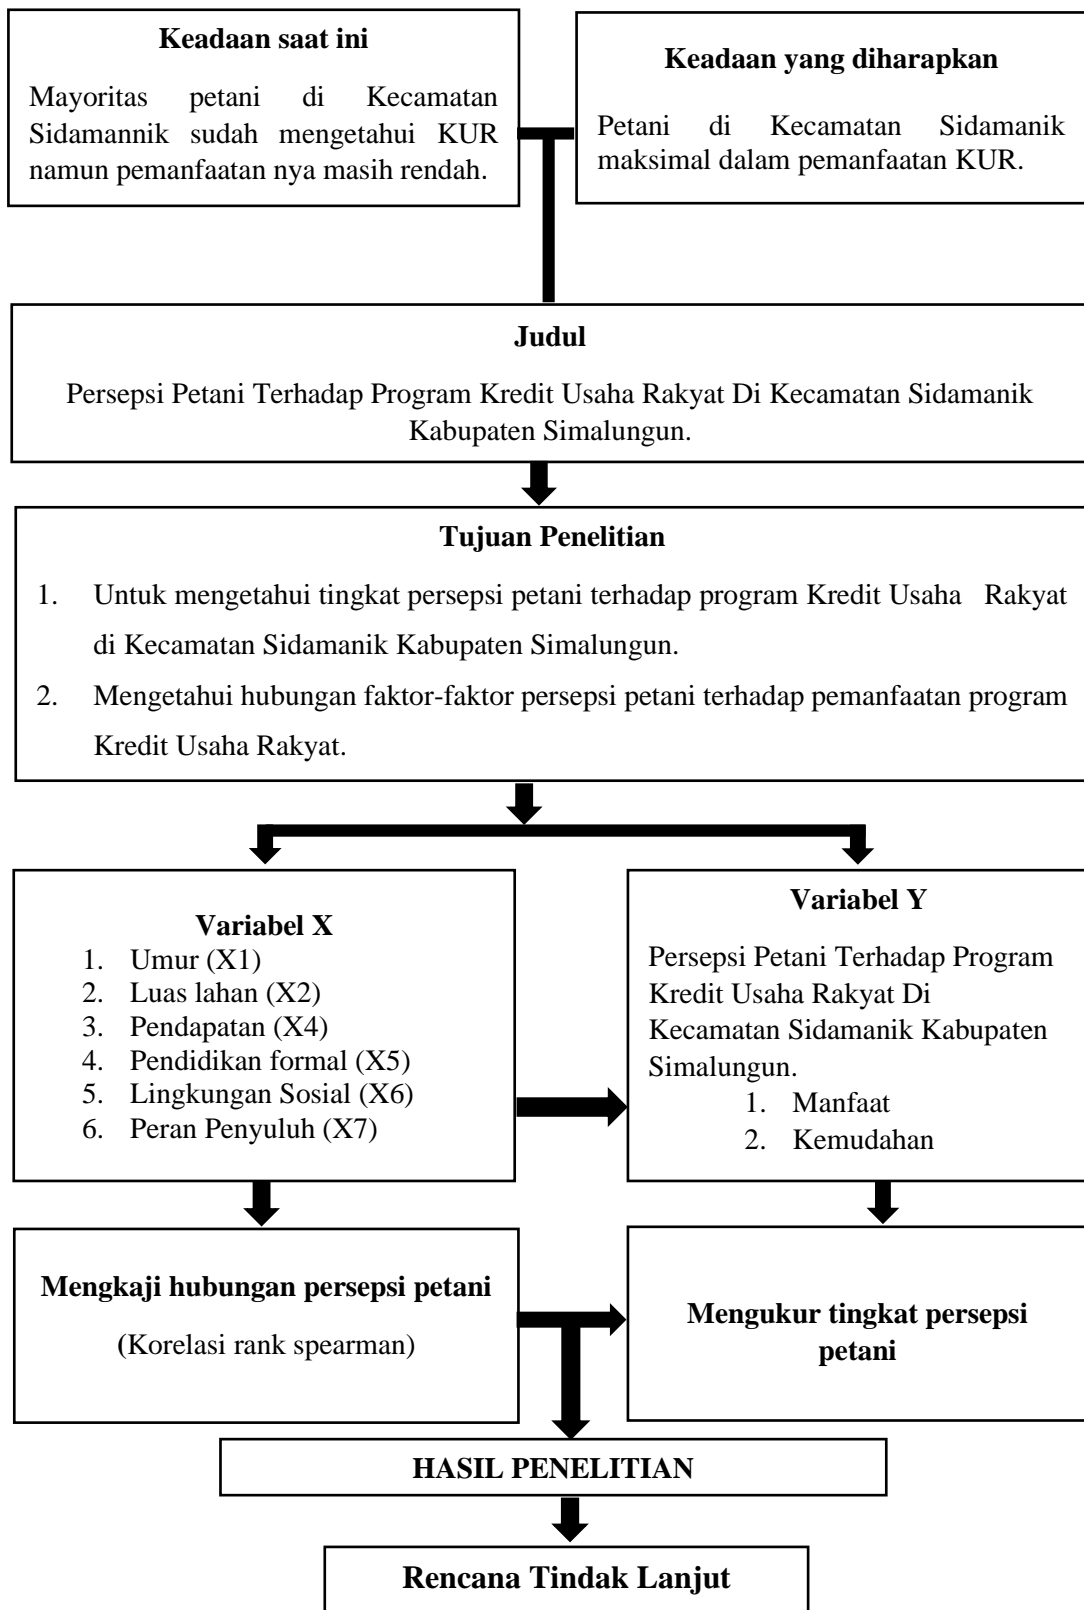 Keadaan saat ini
Mayoritas petani di Kecamatan
Sidamannik sudah mengetahui KUR
namun pemanfaatan nya masih rendah.
Keadaan yang diharapkan
Petani di Kecamatan Sidamanik
maksimal dalam pemanfaatan KUR.
Judul
Persepsi Petani Terhadap Program Kredit Usaha Rakyat Di Kecamatan Sidamanik
Kabupaten Simalungun.
Tujuan Penelitian
1. Untuk mengetahui tingkat persepsi petani terhadap program Kredit Usaha Rakyat
di Kecamatan Sidamanik Kabupaten Simalungun.
2. Mengetahui hubungan faktor-faktor persepsi petani terhadap pemanfaatan program
Kredit Usaha Rakyat.
Variabel X
1. Umur (X1)
2. Luas lahan (X2)
3. Pendapatan (X4)
4. Pendidikan formal (X5)
5. Lingkungan Sosial (X6)
6. Peran Penyuluh (X7)
Variabel Y
Persepsi Petani Terhadap Program
Kredit Usaha Rakyat Di
Kecamatan Sidamanik Kabupaten
Simalungun.
1. Manfaat
2. Kemudahan
Mengkaji hubungan persepsi petani
(Korelasi rank spearman)
Mengukur tingkat persepsi
petani
HASIL PENELITIAN
Rencana Tindak Lanjut